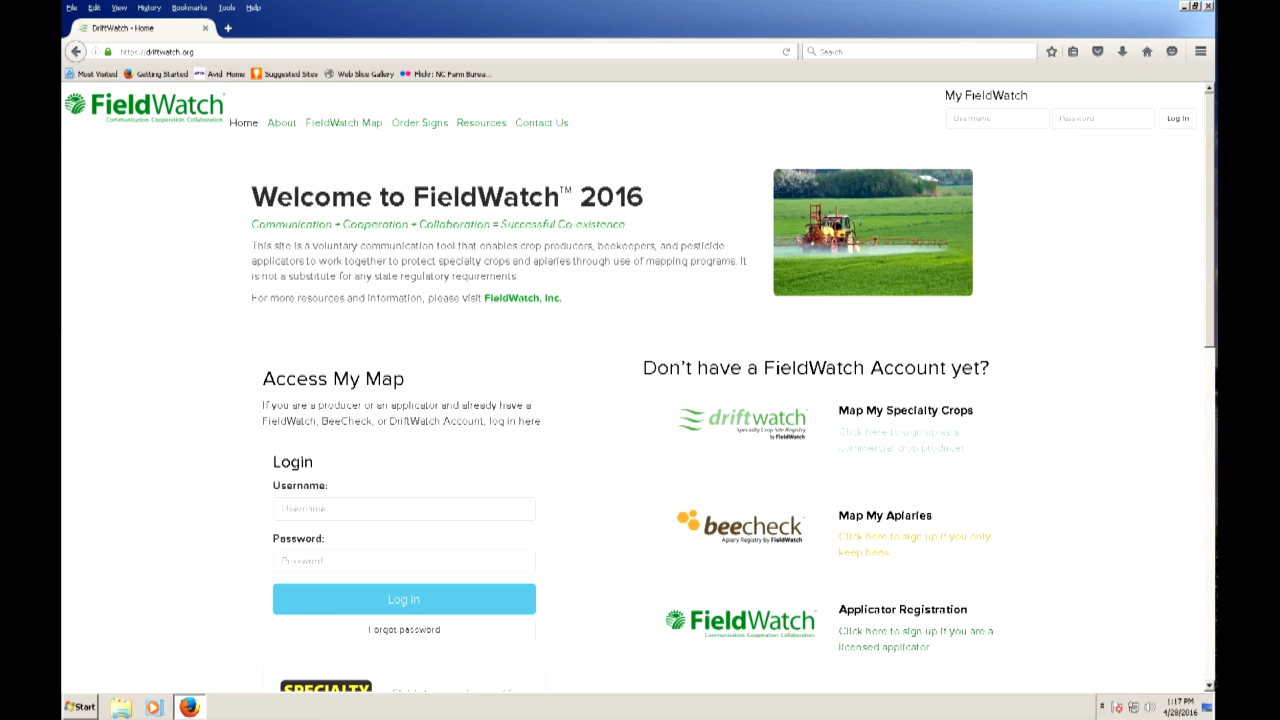 File Edit View History Bookmarks Tools Help
DriftWatch - Home
https://driftwatch.org
Search
Most Visited Getting Started Avid Home Suggested Sites Web Slice Gallery Flickr: NC Farm Burea...
FieldWatch
Communication. Cooperation. Collaboration.
Home About FieldWatch Map Order Signs Resources Contact Us
My FieldWatch
Username Password Log In
Welcome to FieldWatch™ 2016
Communication + Cooperation + Collaboration = Successful Co-existence
This site is a voluntary communication tool that enables crop producers, beekeepers, and pesticide
applicators to work together to protect specialty crops and apiaries through use of mapping programs. It
is not a substitute for any state regulatory requirements.
For more resources and information, please visit FieldWatch, Inc.
Access My Map
If you are a producer or an applicator and already have a
FieldWatch, BeeCheck, or DriftWatch Account, log in here.
Login
Username:
Username
Password:
Password
Log In
Forgot password
SPECIALTY
Don't have a FieldWatch Account yet?
driftwatch
Specialty Crop Site Registry
by FieldWatch
Map My Specialty Crops
Click here to sign up as a
commercial crop producer
beecheck
Apiary Registry by FieldWatch
Map My Apiaries
Click here to sign up if you only
keep bees
FieldWatch
Communication. Cooperation. Collaboration.
Applicator Registration
Click here to sign up if you are a
licensed applicator
Start
1:17 PM
4/28/2016